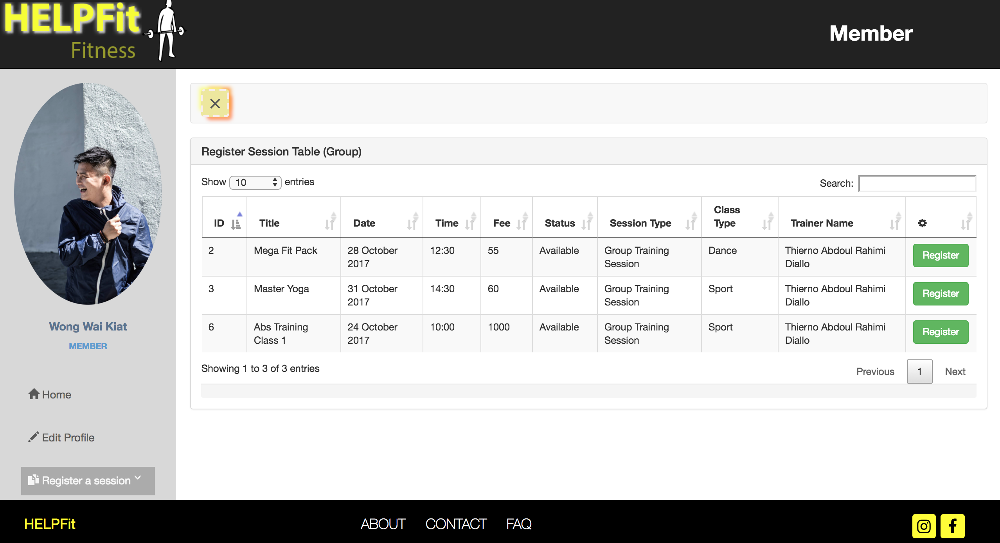 HELPFit
Fitness
Member
Register Session Table (Group)
Show 10 entries
Search:
ID Title Date Time Fee Status Session Type Class Type Trainer Name
2 Mega Fit Pack 28 October 2017 12:30 55 Available Group Training Session Dance Thierno Abdoul Rahimi Diallo Register
3 Master Yoga 31 October 2017 14:30 60 Available Group Training Session Sport Thierno Abdoul Rahimi Diallo Register
6 Abs Training Class 1 24 October 2017 10:00 1000 Available Group Training Session Sport Thierno Abdoul Rahimi Diallo Register
Showing 1 to 3 of 3 entries
Previous 1 Next
Wong Wai Kiat
MEMBER
Home
Edit Profile
Register a session
HELPFit
ABOUT CONTACT FAQ